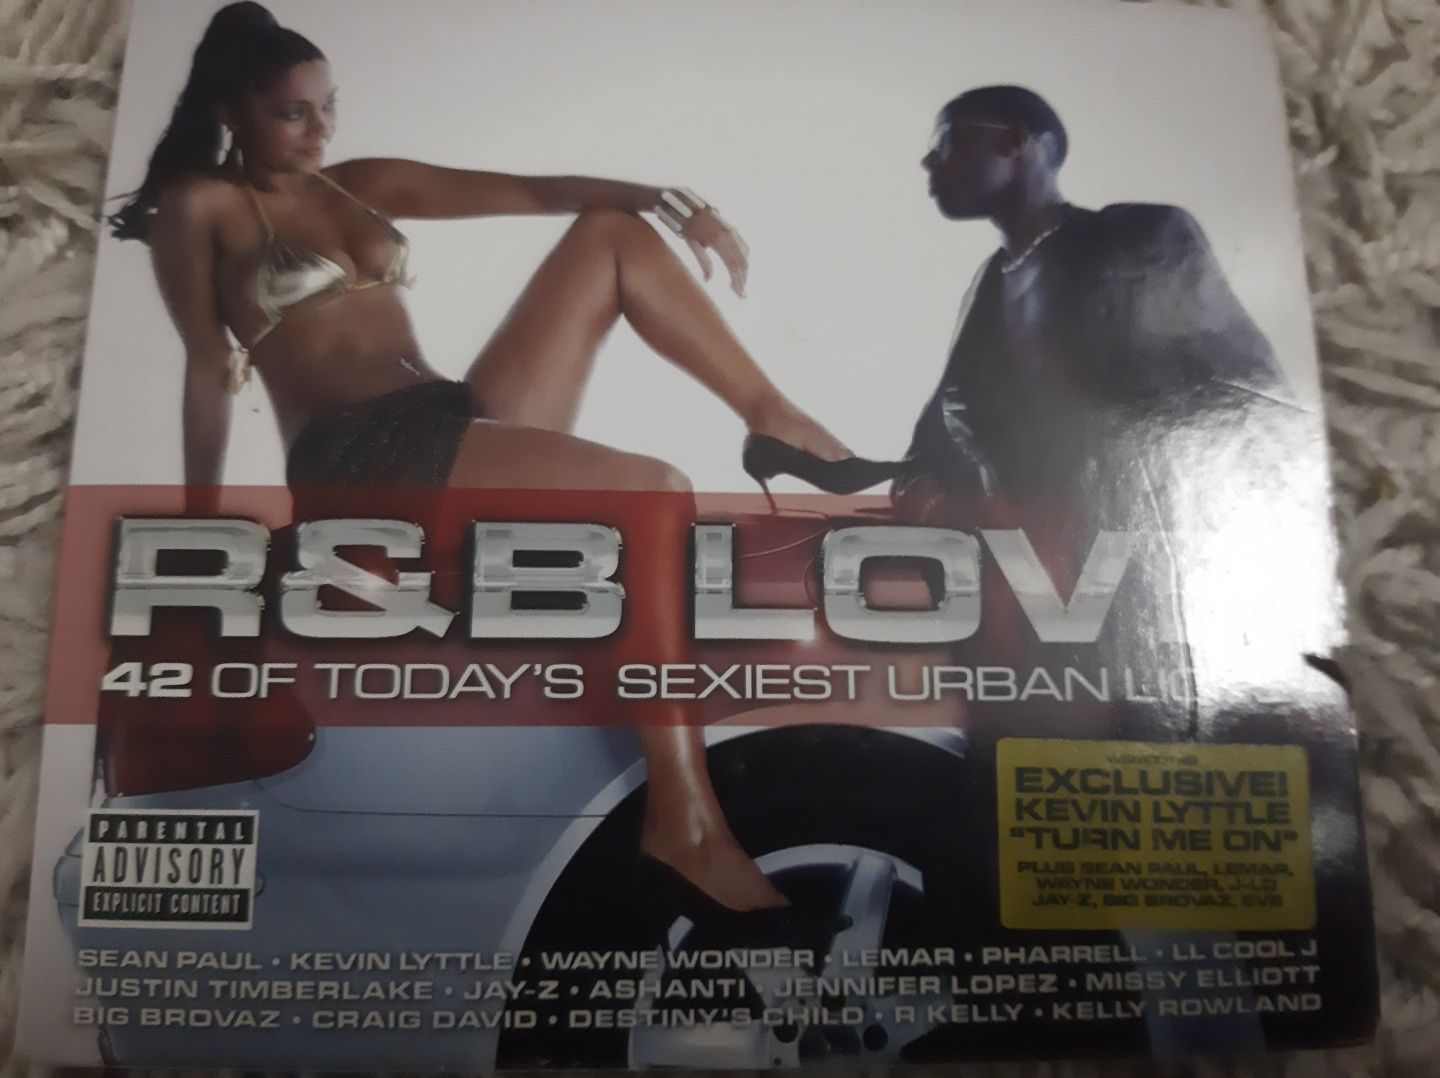 R&B LOV
42 OF TODAY'S SEXIEST URBAN
PARENTAL
ADVISORY
EXPLICIT CONTENT
EXCLUSIVE!
KEVIN LYTTLE
"TURN ME ON"
PLUS SEAN PAUL, LEMAR,
WAYNE WONDER, J-LO
JAY-Z, BIG BROVAZ, EVE
SEAN PAUL • KEVIN LYTTLE • WAYNE WONDER • LEMAR • PHARRELL • LL COOL J
JUSTIN TIMBERLAKE • JAY-Z • ASHANTI • JENNIFER LOPEZ • MISSY ELLIOTT
BIG BROVAZ • CRAIG DAVID • DESTINY'S CHILD • R KELLY • KELLY ROWLAND